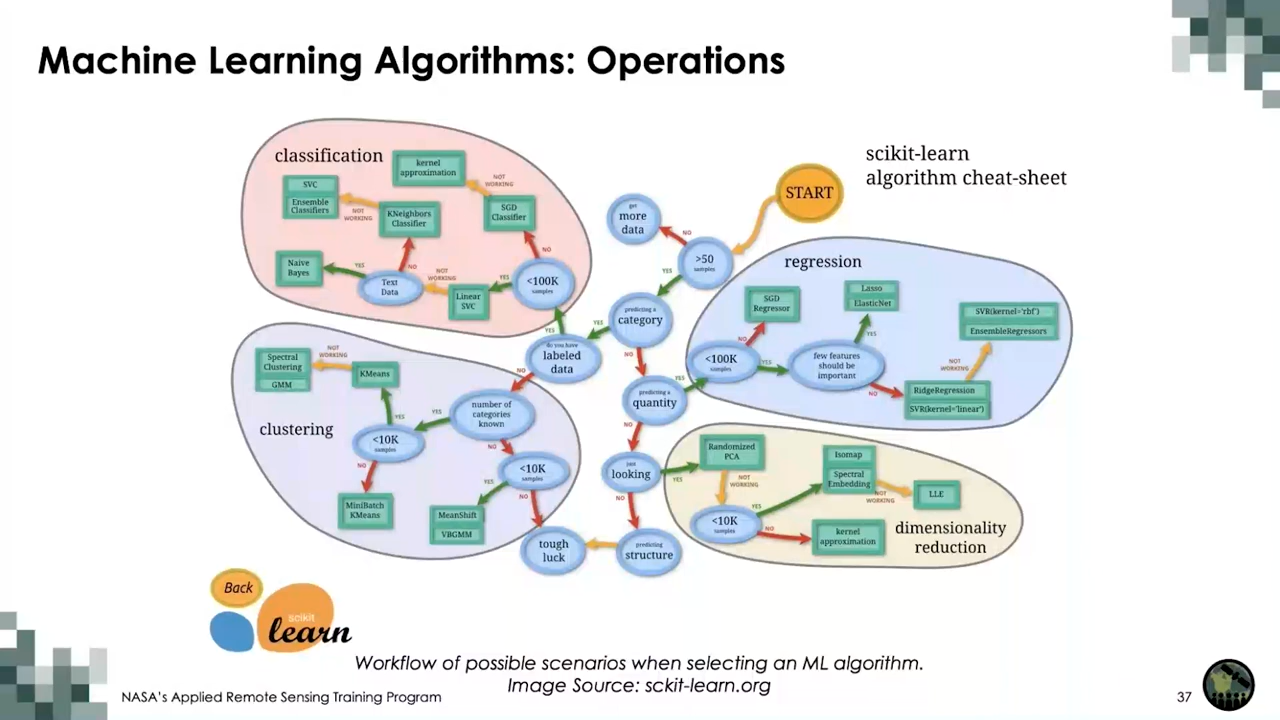 Machine Learning Algorithms: Operations
classification
kernel
approximation
NOT
WORKING
SVC
Ensemble
Classifiers
NOT
WORKING
KNeighbors
Classifier
SGD
Classifier
NO
Naive
Bayes
YES
Text
Data
NO
NOT
WORKING
Linear
SVC
YES
<100K
samples
YES
START
scikit-learn
algorithm cheat-sheet
get
more
data
NO
>50
samples
YES
predicting a
category
YES
NO
do you have
labeled
data
NO
predicting a
quantity
YES
NO
just
looking
YES
NO
predicting
structure
tough
luck
regression
SGD
Regressor
NO
<100K
samples
YES
few features
should be
important
YES
Lasso
ElasticNet
NO
RidgeRegression
SVR(kernel='linear')
NOT
WORKING
SVR(kernel='rbf')
EnsembleRegressors
clustering
Spectral
Clustering
GMM
NOT
WORKING
KMeans
YES
<10K
samples
NO
MiniBatch
KMeans
YES
number of
categories
known
NO
<10K
samples
YES
NO
MeanShift
VBGMM
Randomized
PCA
NOT
WORKING
<10K
samples
YES
NO
Isomap
Spectral
Embedding
NOT
WORKING
LLE
kernel
approximation
dimensionality
reduction
Back
scikit
learn
Workflow of possible scenarios when selecting an ML algorithm.
Image Source: sckit-learn.org
NASA's Applied Remote Sensing Training Program
37